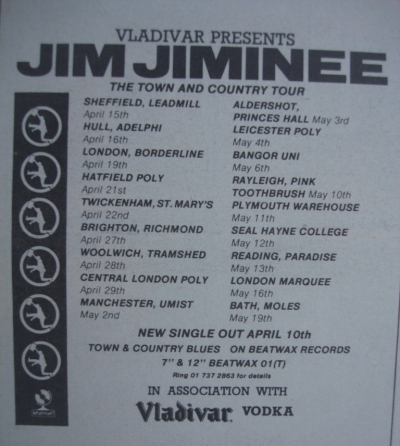 VLADIVAR PRESENTS
JIM JIMINEE
THE TOWN AND COUNTRY TOUR
SHEFFIELD, LEADMILL
April 15th
HULL, ADELPHI
April 16th
LONDON, BORDERLINE
April 19th
HATFIELD POLY
April 21st
TWICKENHAM, ST. MARY'S
April 22nd
BRIGHTON, RICHMOND
April 27th
WOOLWICH, TRAMSHED
April 28th
CENTRAL LONDON POLY
April 29th
MANCHESTER, UMIST
May 2nd
ALDERSHOT,
PRINCES HALL May 3rd
LEICESTER POLY
May 4th
BANGOR UNI
May 6th
RAYLEIGH, PINK
TOOTHBRUSH May 10th
PLYMOUTH WAREHOUSE
May 11th
SEAL HAYNE COLLEGE
May 12th
READING, PARADISE
May 13th
LONDON MARQUEE
May 16th
BATH, MOLES
May 19th
NEW SINGLE OUT APRIL 10th
TOWN & COUNTRY BLUES ON BEATWAX RECORDS
7" & 12" BEATWAX 01(T)
Ring 01 737 2863 for details
IN ASSOCIATION WITH
Vladivar VODKA